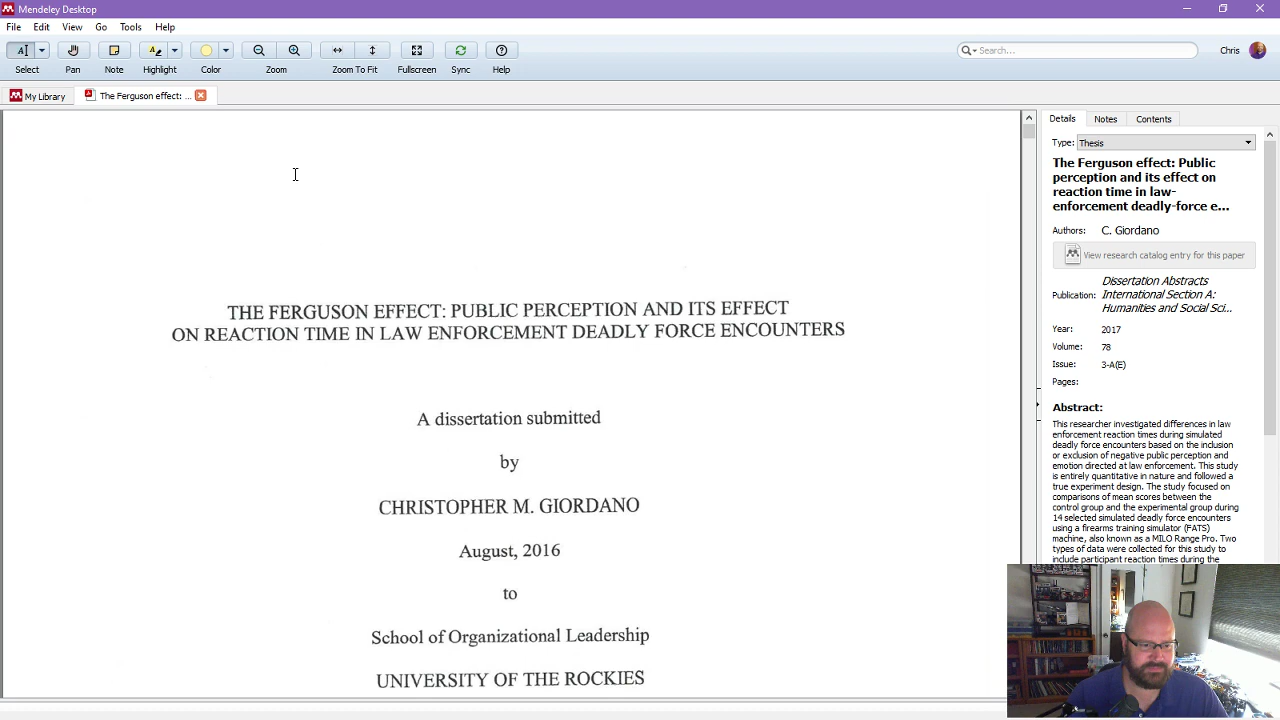 Mendeley Desktop
File Edit View Go Tools Help
Select Pan Note Highlight Color Zoom Zoom To Fit Fullscreen Sync Help
Search...
Chris
My Library
The Ferguson effect: ...
THE FERGUSON EFFECT: PUBLIC PERCEPTION AND ITS EFFECT
ON REACTION TIME IN LAW ENFORCEMENT DEADLY FORCE ENCOUNTERS
A dissertation submitted
by
CHRISTOPHER M. GIORDANO
August, 2016
to
School of Organizational Leadership
UNIVERSITY OF THE ROCKIES
Details Notes Contents
Type: Thesis
The Ferguson effect: Public
perception and its effect on
reaction time in law-
enforcement deadly-force e...
Authors: C. Giordano
View research catalog entry for this paper
Publication: Dissertation Abstracts
International Section A:
Humanities and Social Sci...
Year: 2017
Volume: 78
Issue: 3-A(E)
Pages:
Abstract:
This researcher investigated differences in law
enforcement reaction times during simulated
deadly force encounters based on the inclusion
or exclusion of negative public perception and
emotion directed at law enforcement. This study
is entirely quantitative in nature and followed a
true experiment design. The study focused on
comparisons of mean scores between the
control group and the experimental group during
14 selected simulated deadly force encounters
using a firearms training simulator (FATS)
machine, also known as a MILO Range Pro. Two
types of data were collected for this study to
include participant reaction times during the